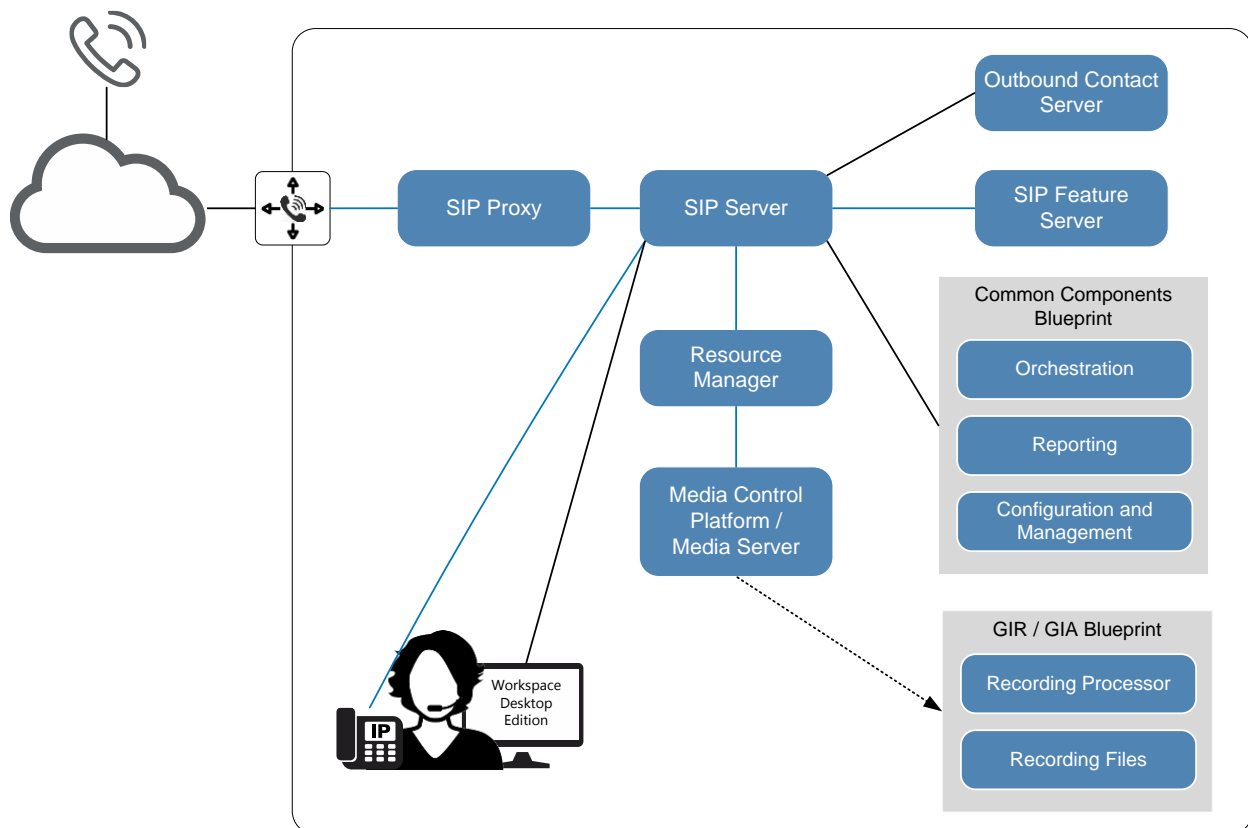 Outbound Contact
Server
SIP Proxy
SIP Server
SIP Feature
Server
Common Components
Blueprint
Resource
Manager
Orchestration
Reporting
Media Control
Platform /
Media Server
Configuration and
Management
GIR / GIA Blueprint
Recording Processor
Recording Files
Workspace
Desktop
Edition
IP